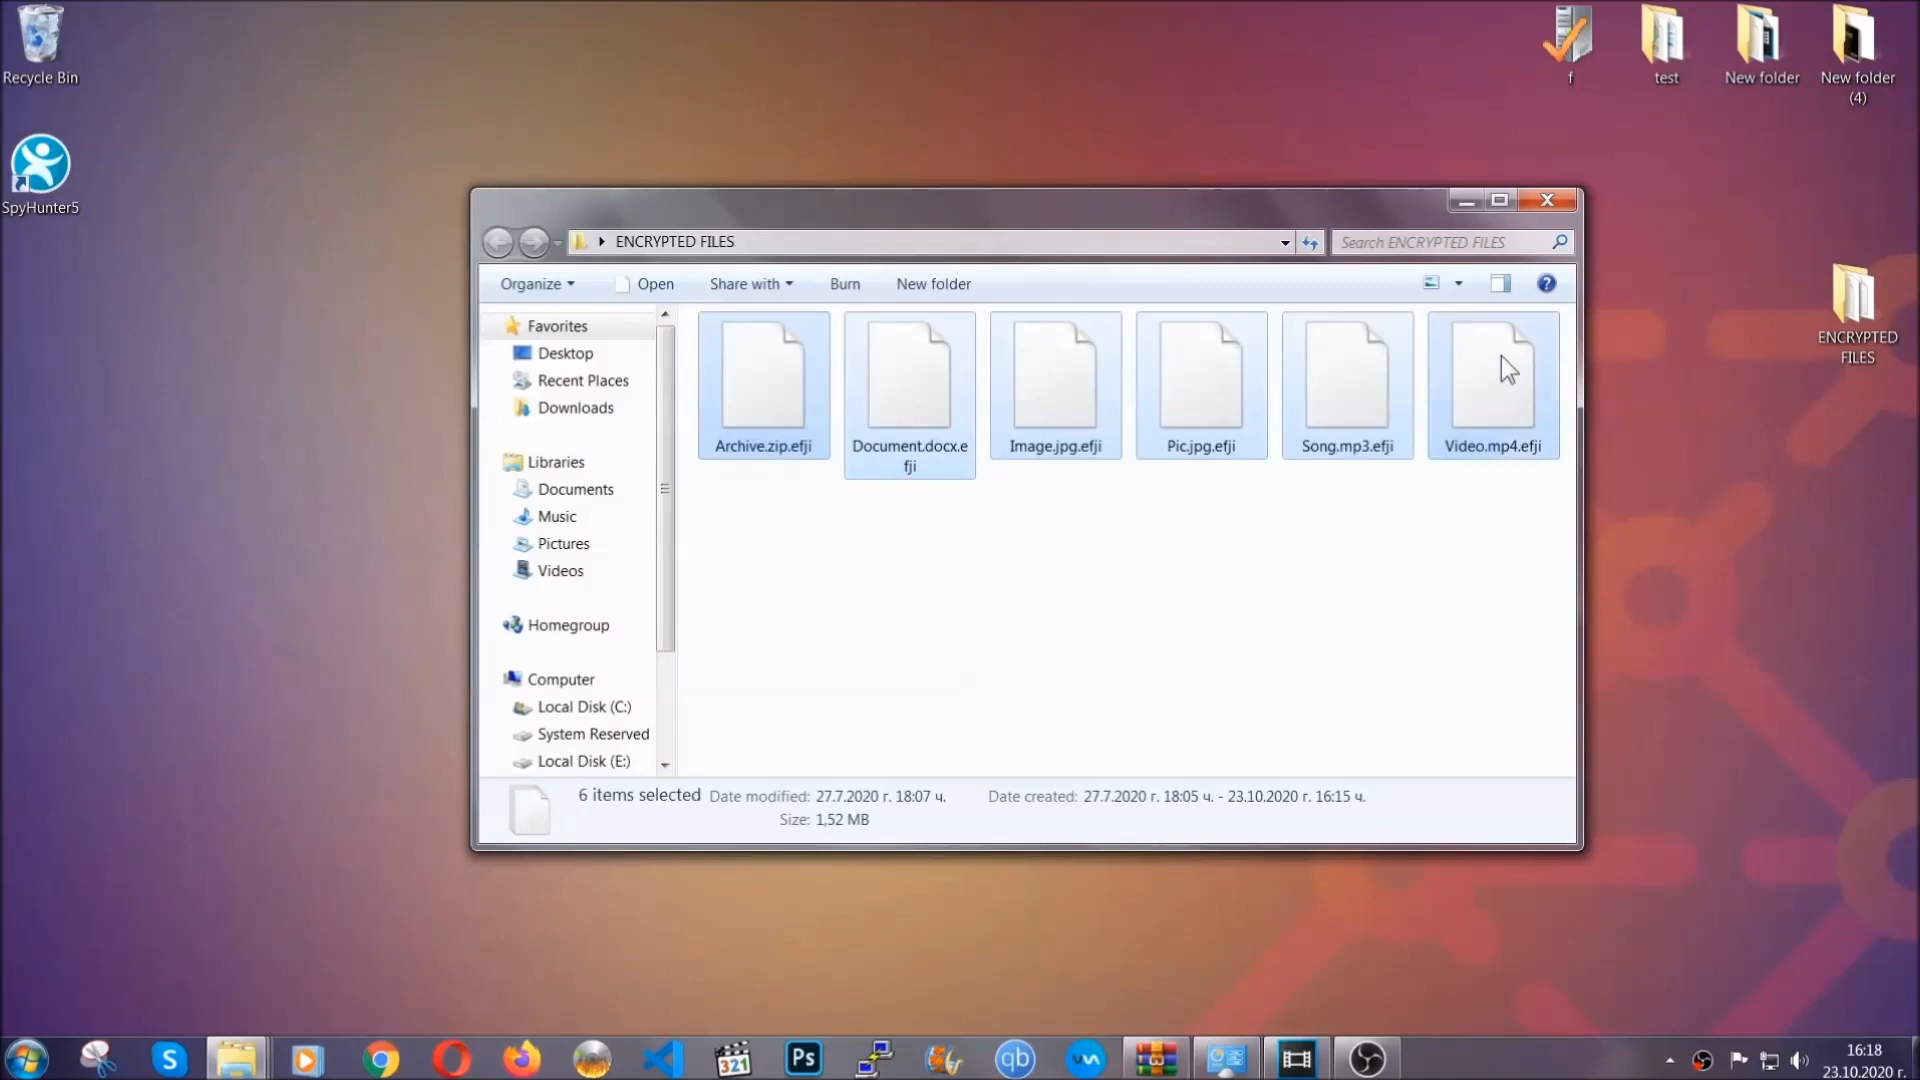 Recycle Bin
SpyHunter5
f
test
New folder
New folder
(4)
ENCRYPTED
FILES
ENCRYPTED FILES
Search ENCRYPTED FILES
Organize
Open
Share with
Burn
New folder
Favorites
Desktop
Recent Places
Downloads
Libraries
Documents
Music
Pictures
Videos
Homegroup
Computer
Local Disk (C:)
System Reserved
Local Disk (E:)
Archive.zip.efji
Document.docx.e
fji
Image.jpg.efji
Pic.jpg.efji
Song.mp3.efji
Video.mp4.efji
6 items selected Date modified: 27.7.2020 г. 18:07 ч. Date created: 27.7.2020 г. 18:05 ч. - 23.10.2020 г. 16:15 ч.
Size: 1,52 MB
S
321
Ps
qb
16:18
23.10.2020 г.